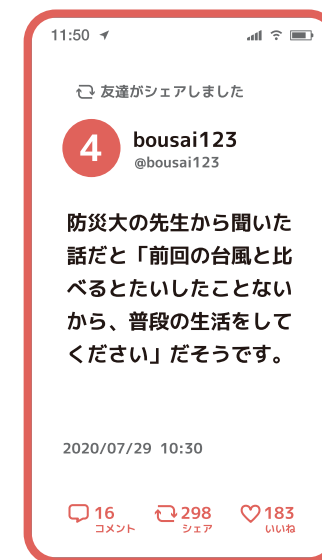 11:50
友達がシェアしました
4
bousai123
@bousai123
防災大の先生から聞いた
話だと「前回の台風と比
べるとたいしたことない
から、普段の生活をして
ください」だそうです。
2020/07/29 10:30
16 298 183
コメント シェア いいね